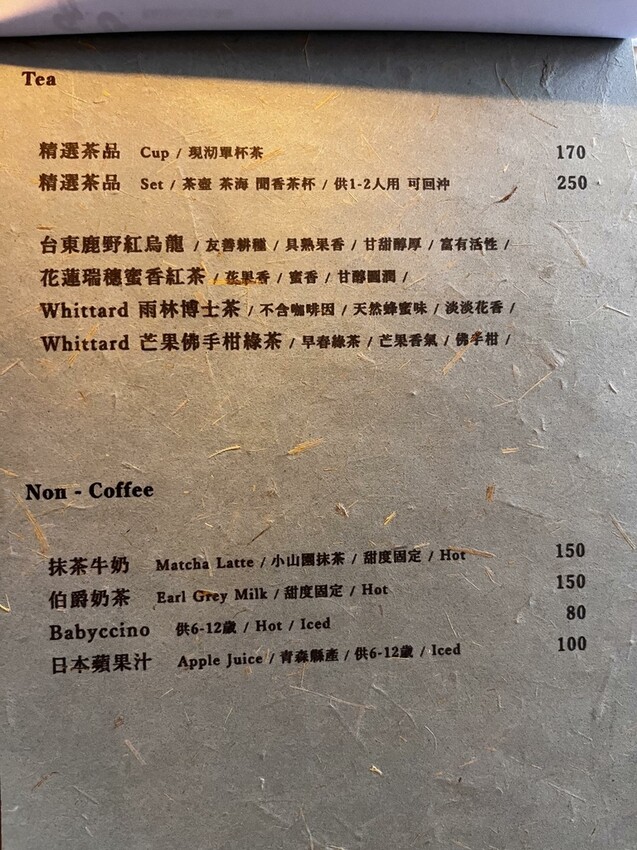 Tea
精選茶品 Cup / 現沏單杯茶 170
精選茶品 Set / 茶壺 茶海 聞香茶杯 / 供1-2人用 可回沖 250
台東鹿野紅烏龍 / 友善耕種 / 具熟果香 / 甘甜醇厚 / 富有活性 /
花蓮瑞穗蜜香紅茶 / 花果香 / 蜜香 / 甘醇圓潤 /
Whittard 雨林博士茶 / 不含咖啡因 / 天然蜂蜜味 / 淡淡花香 /
Whittard 芒果佛手柑綠茶 / 早春綠茶 / 芒果香氣 / 佛手柑 /
Non - Coffee
抹茶牛奶 Matcha Latte / 小山園抹茶 / 甜度固定 / Hot 150
伯爵奶茶 Earl Grey Milk / 甜度固定 / Hot 150
Babyccino 供6-12歲 / Hot / Iced 80
日本蘋果汁 Apple Juice / 青森縣產 / 供6-12歲 / Iced 100